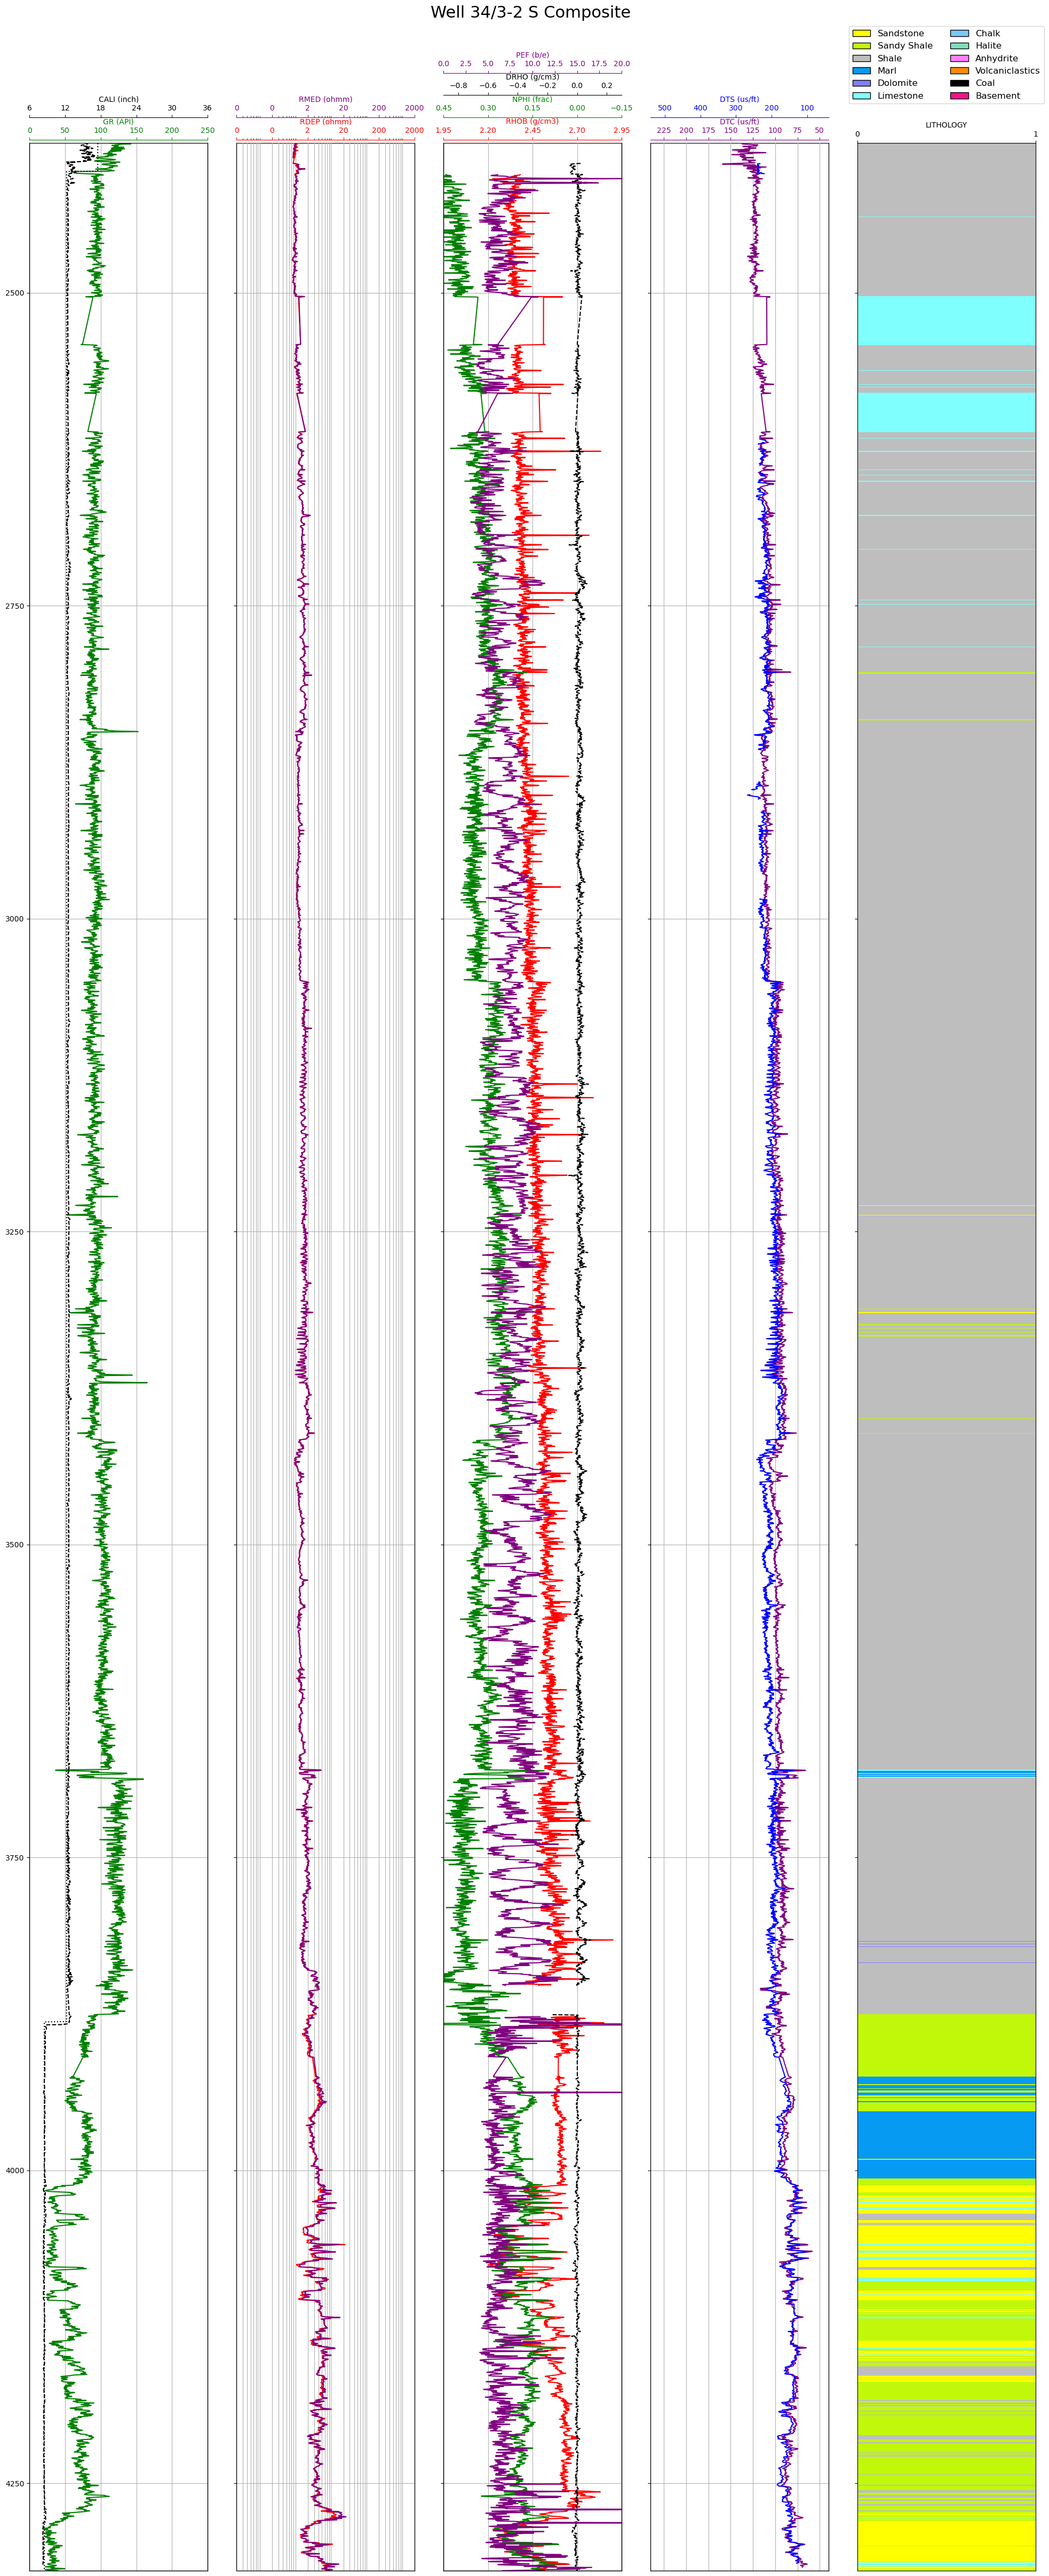 Well 34/3-2 S Composite
Sandstone Chalk
Sandy Shale Halite
Shale Anhydrite
Marl Volcaniclastics
Dolomite Coal
Limestone Basement
PEF (b/e)
0.0 2.5 5.0 7.5 10.0 12.5 15.0 17.5 20.0
DRHO (g/cm3)
−0.8 −0.6 −0.4 −0.2 0.0 0.2
CALI (inch) RMED (ohmm) NPHI (frac) DTS (us/ft)
6 12 18 24 30 36 0 0 2 20 200 2000 0.45 0.30 0.15 0.00 −0.15 500 400 300 200 100
GR (API) RDEP (ohmm) RHOB (g/cm3) DTC (us/ft) LITHOLOGY
0 50 100 150 200 250 0 0 2 20 200 2000 1.95 2.20 2.45 2.70 2.95 225 200 175 150 125 100 75 50 0 1
2500
2750
3000
3250
3500
3750
4000
4250